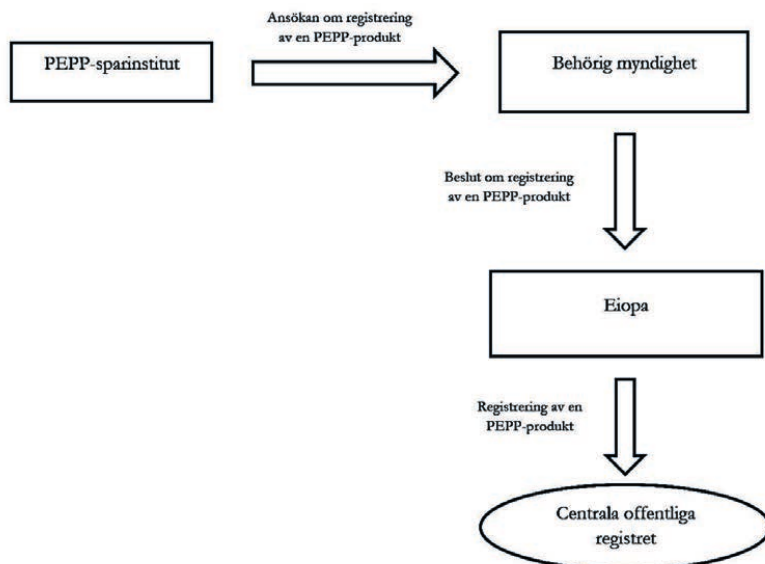 Ansökan om registrering
av en PEPP-produkt
PEPP-sparinstitut
Behörig myndighet
Beslut om registrering
av en PEPP-produkt
Eiopa
Registrering av en
PEPP-produkt
Centrala offentliga
registret